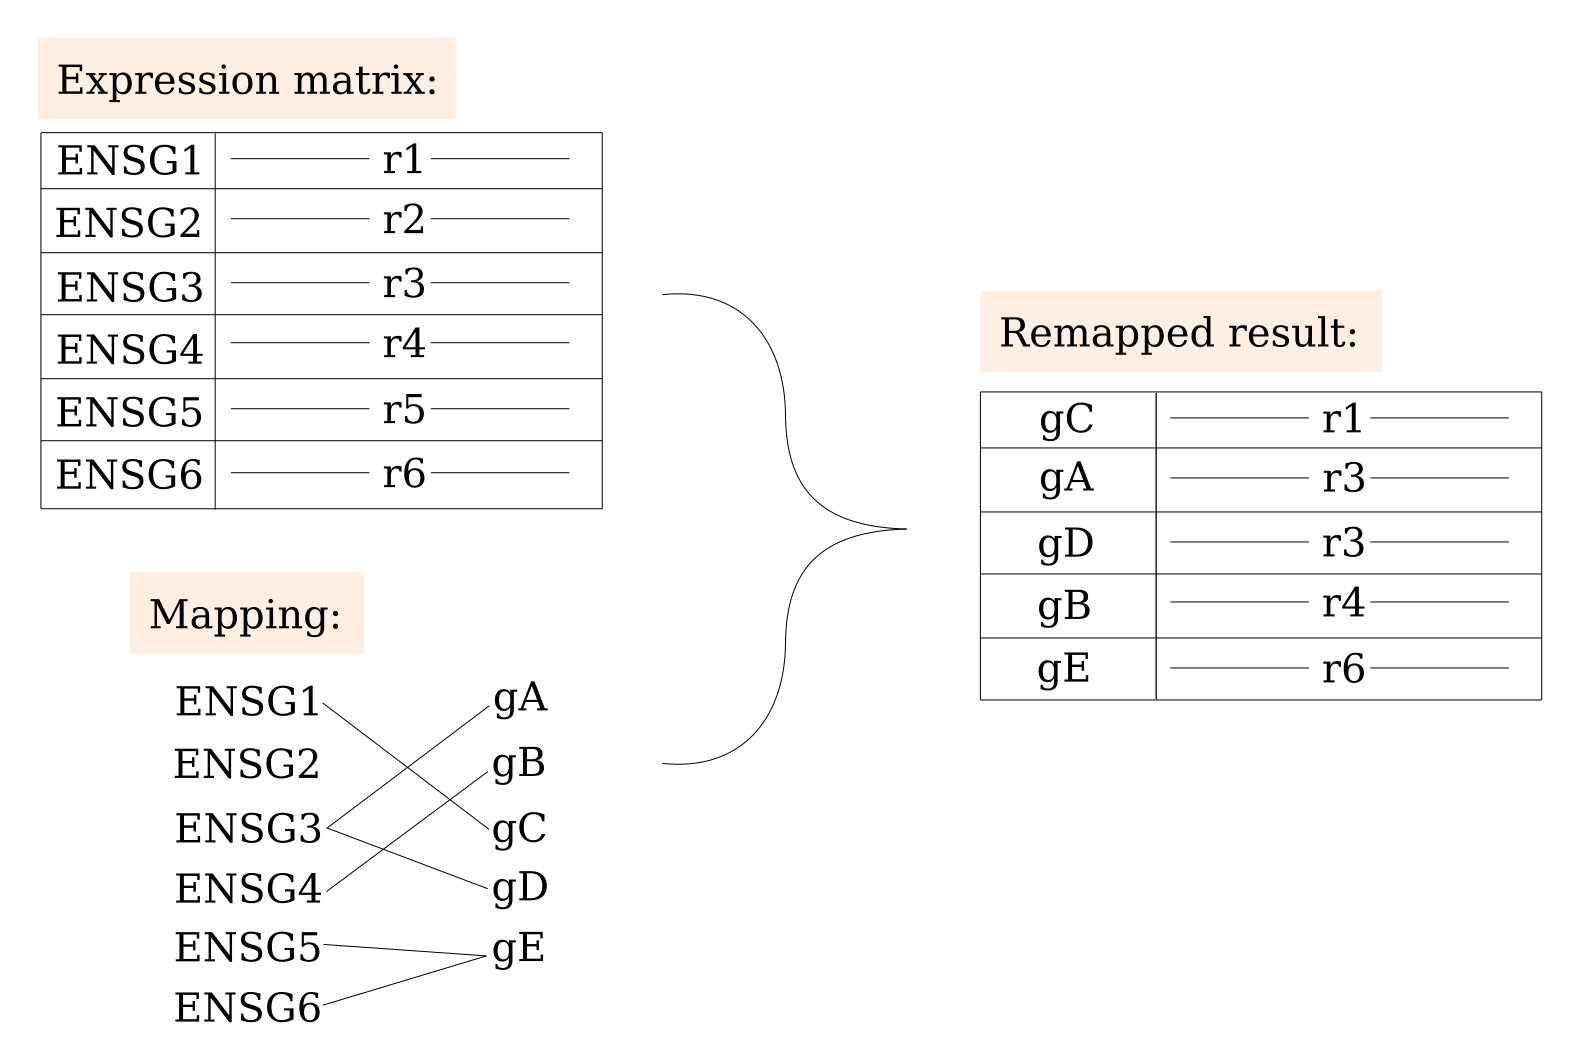 Expression matrix:
ENSG1 r1
ENSG2 r2
ENSG3 r3
ENSG4 r4
ENSG5 r5
ENSG6 r6
Mapping:
ENSG1 gA
ENSG2 gB
ENSG3 gC
ENSG4 gD
ENSG5 gE
ENSG6
Remapped result:
gC r1
gA r3
gD r3
gB r4
gE r6